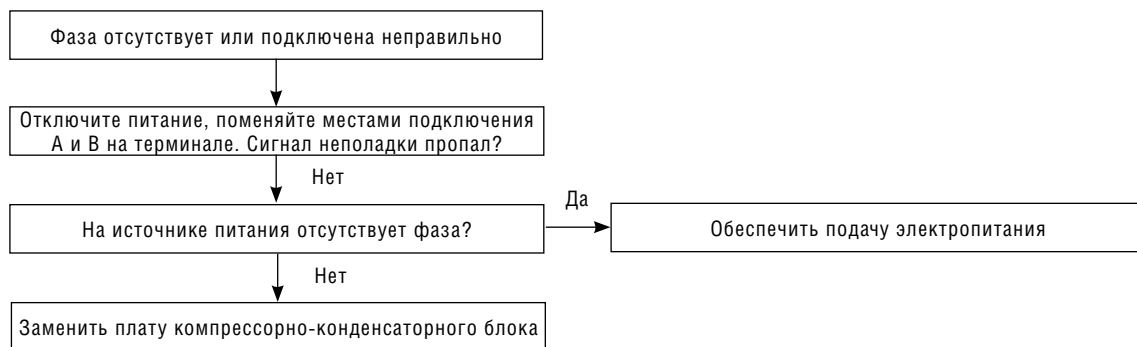 Фаза отсутствует или подключена неправильно
Отключите питание, поменяйте местами подключения
А и В на терминале. Сигнал неполадки пропал?
Нет
На источнике питания отсутствует фаза?
Да
Обеспечить подачу электропитания
Нет
Заменить плату компрессорно-конденсаторного блока